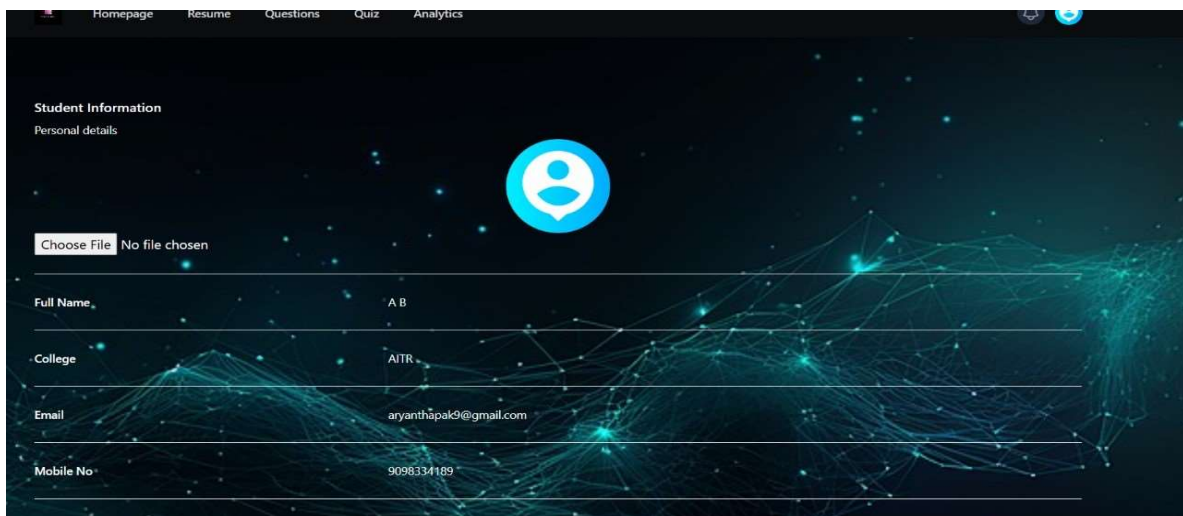 Homepage Resume Questions Quiz Analytics
Student Information
Personal details
Choose File No file chosen
Full Name A B
College AITR
Email aryanthapak9@gmail.com
Mobile No 9098334189